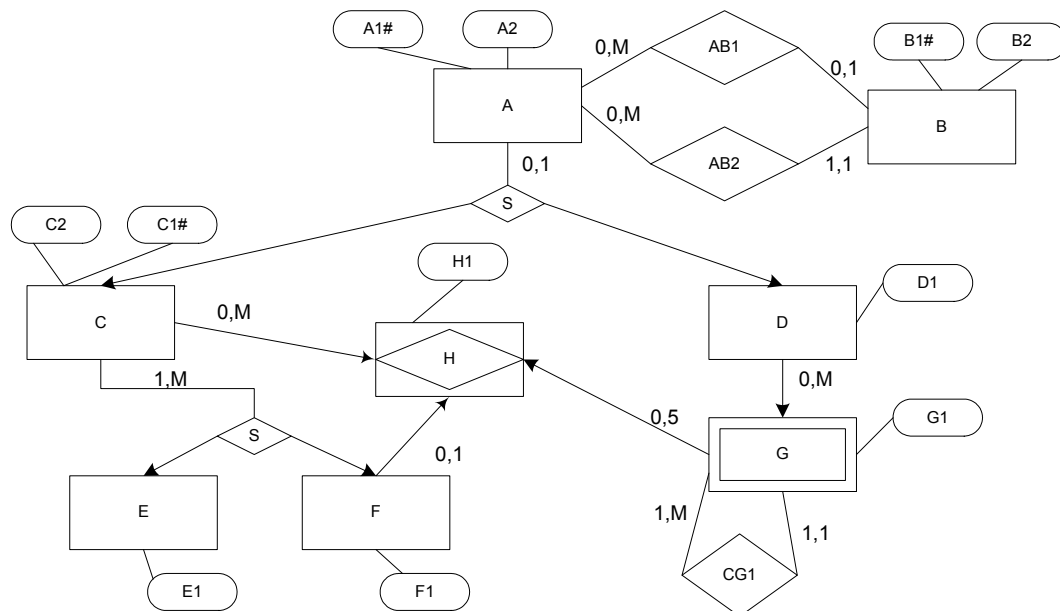 A1#
A2
B1#
B2
0,M
AB1
0,1
A
B
0,M
AB2
1,1
0,1
S
C2
C1#
H1
D1
C
0,M
D
H
0,M
1,M
0,5
G1
S
0,1
G
E
F
1,M
1,1
CG1
E1
F1